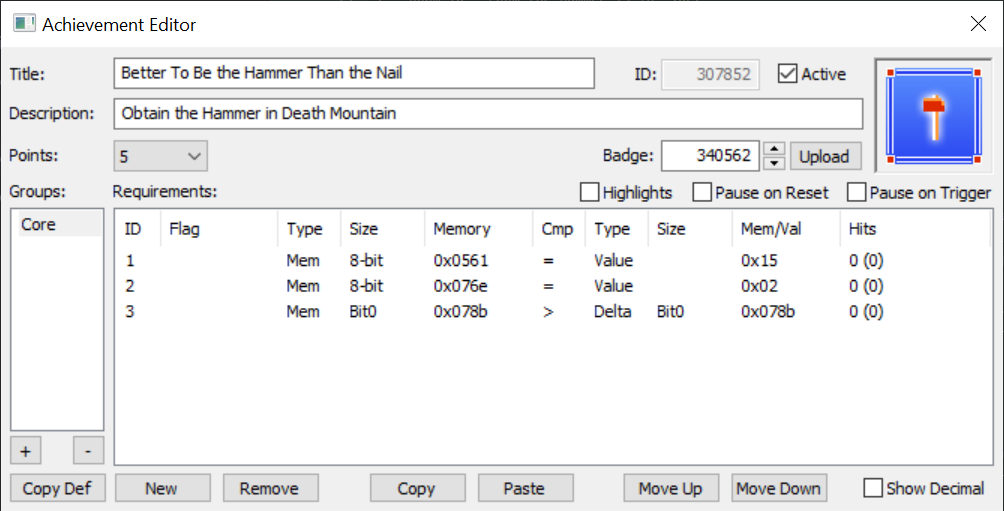 Achievement Editor
Title: Better To Be the Hammer Than the Nail ID: 307852 Active
Description: Obtain the Hammer in Death Mountain
Points: 5 Badge: 340562 Upload
Groups: Requirements: Highlights Pause on Reset Pause on Trigger
Core ID Flag Type Size Memory Cmp Type Size Mem/Val Hits
1 Mem 8-bit 0x0561 = Value 0x15 0 (0)
2 Mem 8-bit 0x076e = Value 0x02 0 (0)
3 Mem Bit0 0x078b > Delta Bit0 0x078b 0 (0)
+ -
Copy Def New Remove Copy Paste Move Up Move Down Show Decimal